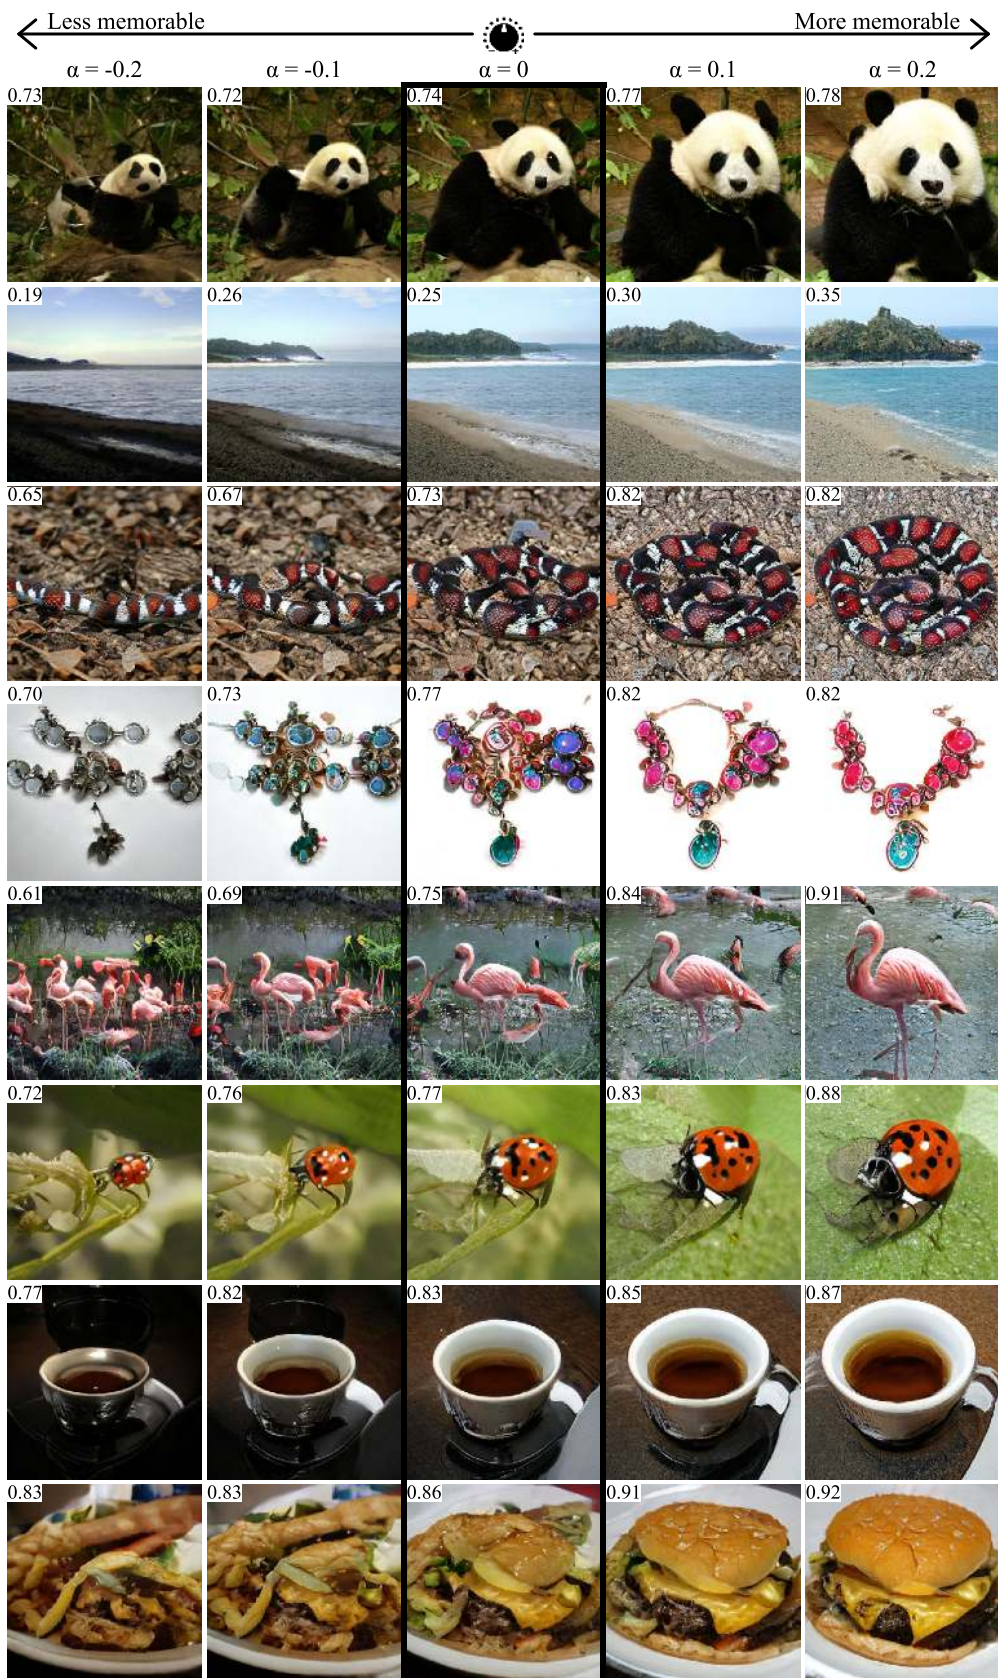 Less memorable
More memorable
α = -0.2 α = -0.1 α = 0 α = 0.1 α = 0.2
0.73 0.72 0.74 0.77 0.78
0.19 0.26 0.25 0.30 0.35
0.65 0.67 0.73 0.82 0.82
0.70 0.73 0.77 0.82 0.82
0.61 0.69 0.75 0.84 0.91
0.72 0.76 0.77 0.83 0.88
0.77 0.82 0.83 0.85 0.87
0.83 0.83 0.86 0.91 0.92